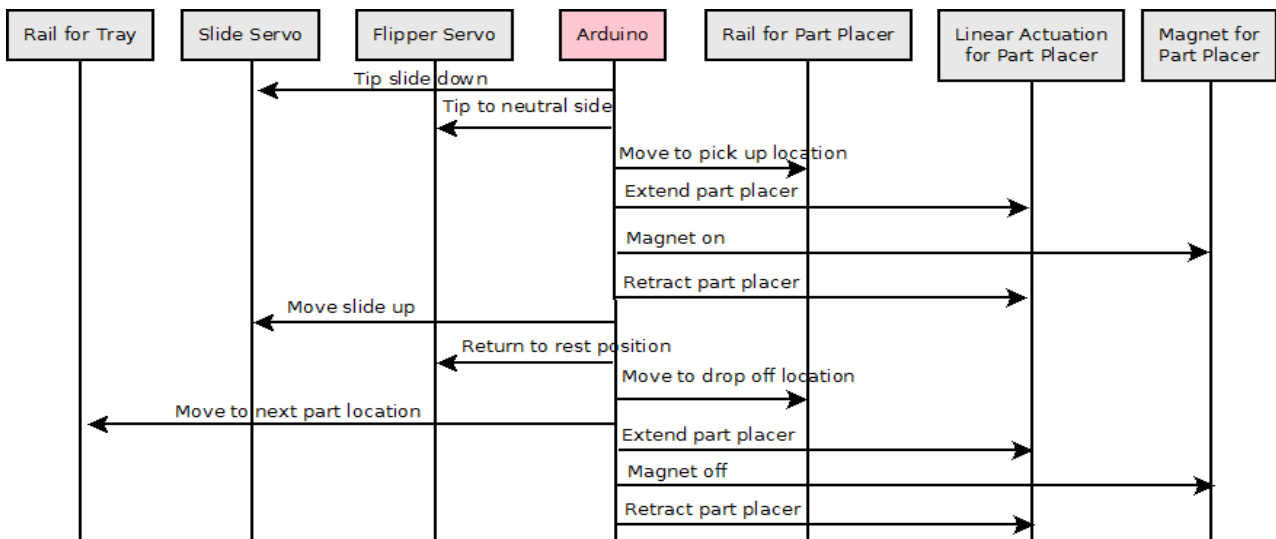 Rail for Tray
Slide Servo
Flipper Servo
Arduino
Rail for Part Placer
Linear Actuation
for Part Placer
Magnet for
Part Placer
Tip slide down
Tip to neutral side
Move to pick up location
Extend part placer
Magnet on
Retract part placer
Move slide up
Return to rest position
Move to drop off location
Move to next part location
Extend part placer
Magnet off
Retract part placer